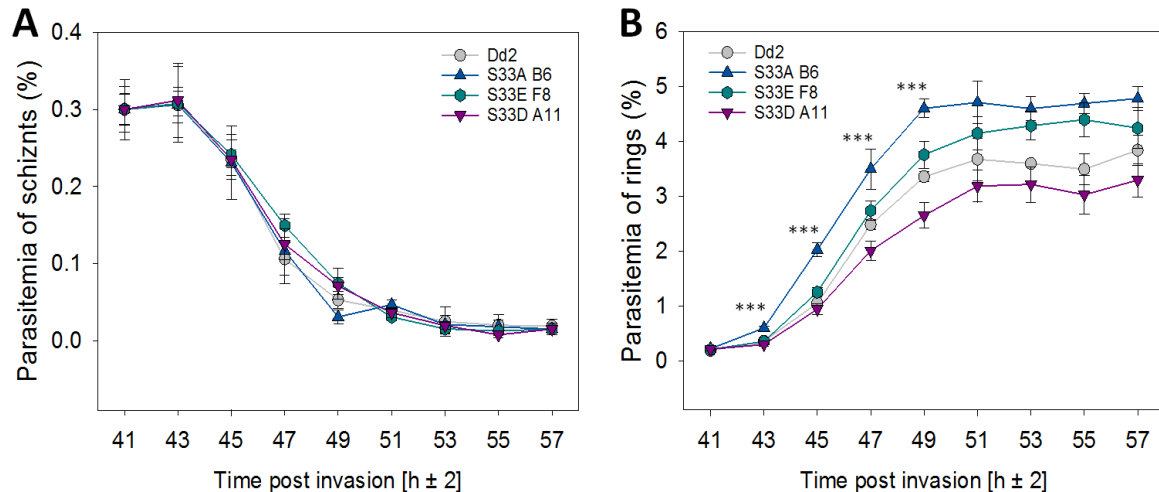 A
Parasitemia of schiznts (%)
0.4
0.3
0.2
0.1
0.0
Dd2
S33A B6
S33E F8
S33D A11
41 43 45 47 49 51 53 55 57
Time post invasion [h ± 2]
B
Parasitemia of rings (%)
6
5
4
3
2
1
0
Dd2
S33A B6
S33E F8
S33D A11
***
***
***
***
41 43 45 47 49 51 53 55 57
Time post invasion [h ± 2]